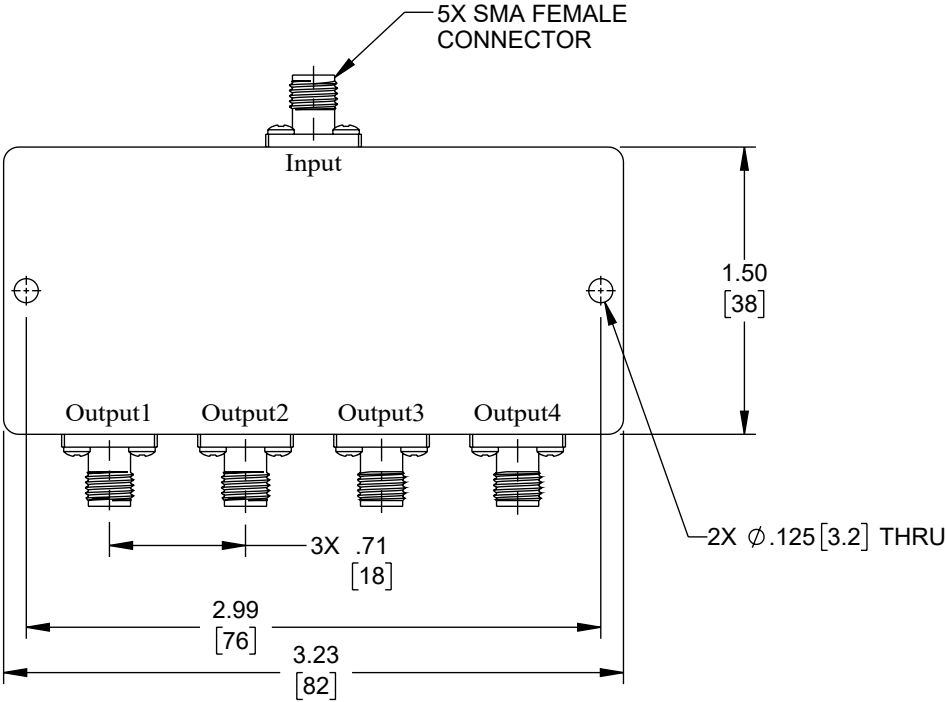 5X SMA FEMALE
CONNECTOR
Input
1.50
[38]
Output1 Output2 Output3 Output4
2X ⌀.125[3.2] THRU
3X .71
[18]
2.99
[76]
3.23
[82]